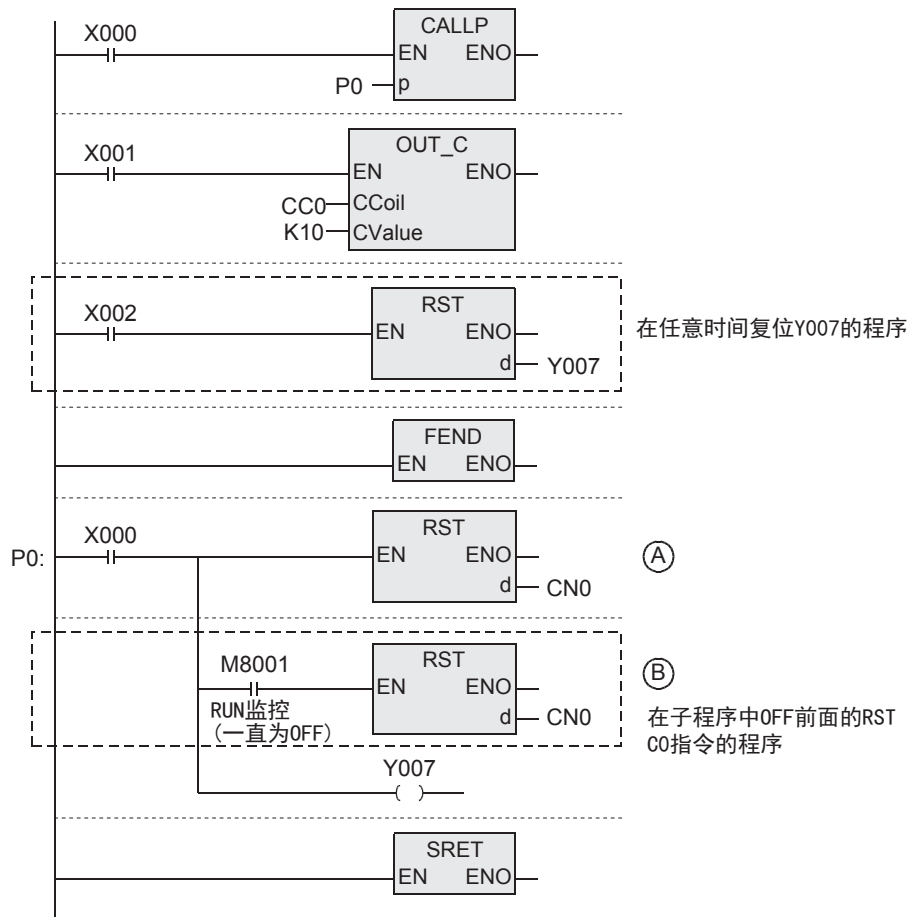 X000
CALLP
EN ENO
P0 p
X001
OUT_C
EN ENO
CC0 CCoil
K10 CValue
X002
RST
EN ENO
d Y007
在任意时间复位Y007的程序
FEND
EN ENO
P0:
X000
RST
EN ENO
d CN0
A
M8001
RUN监控
(一直为OFF)
RST
EN ENO
d CN0
B
在子程序中OFF前面的RST
C0指令的程序
Y007
SRET
EN ENO